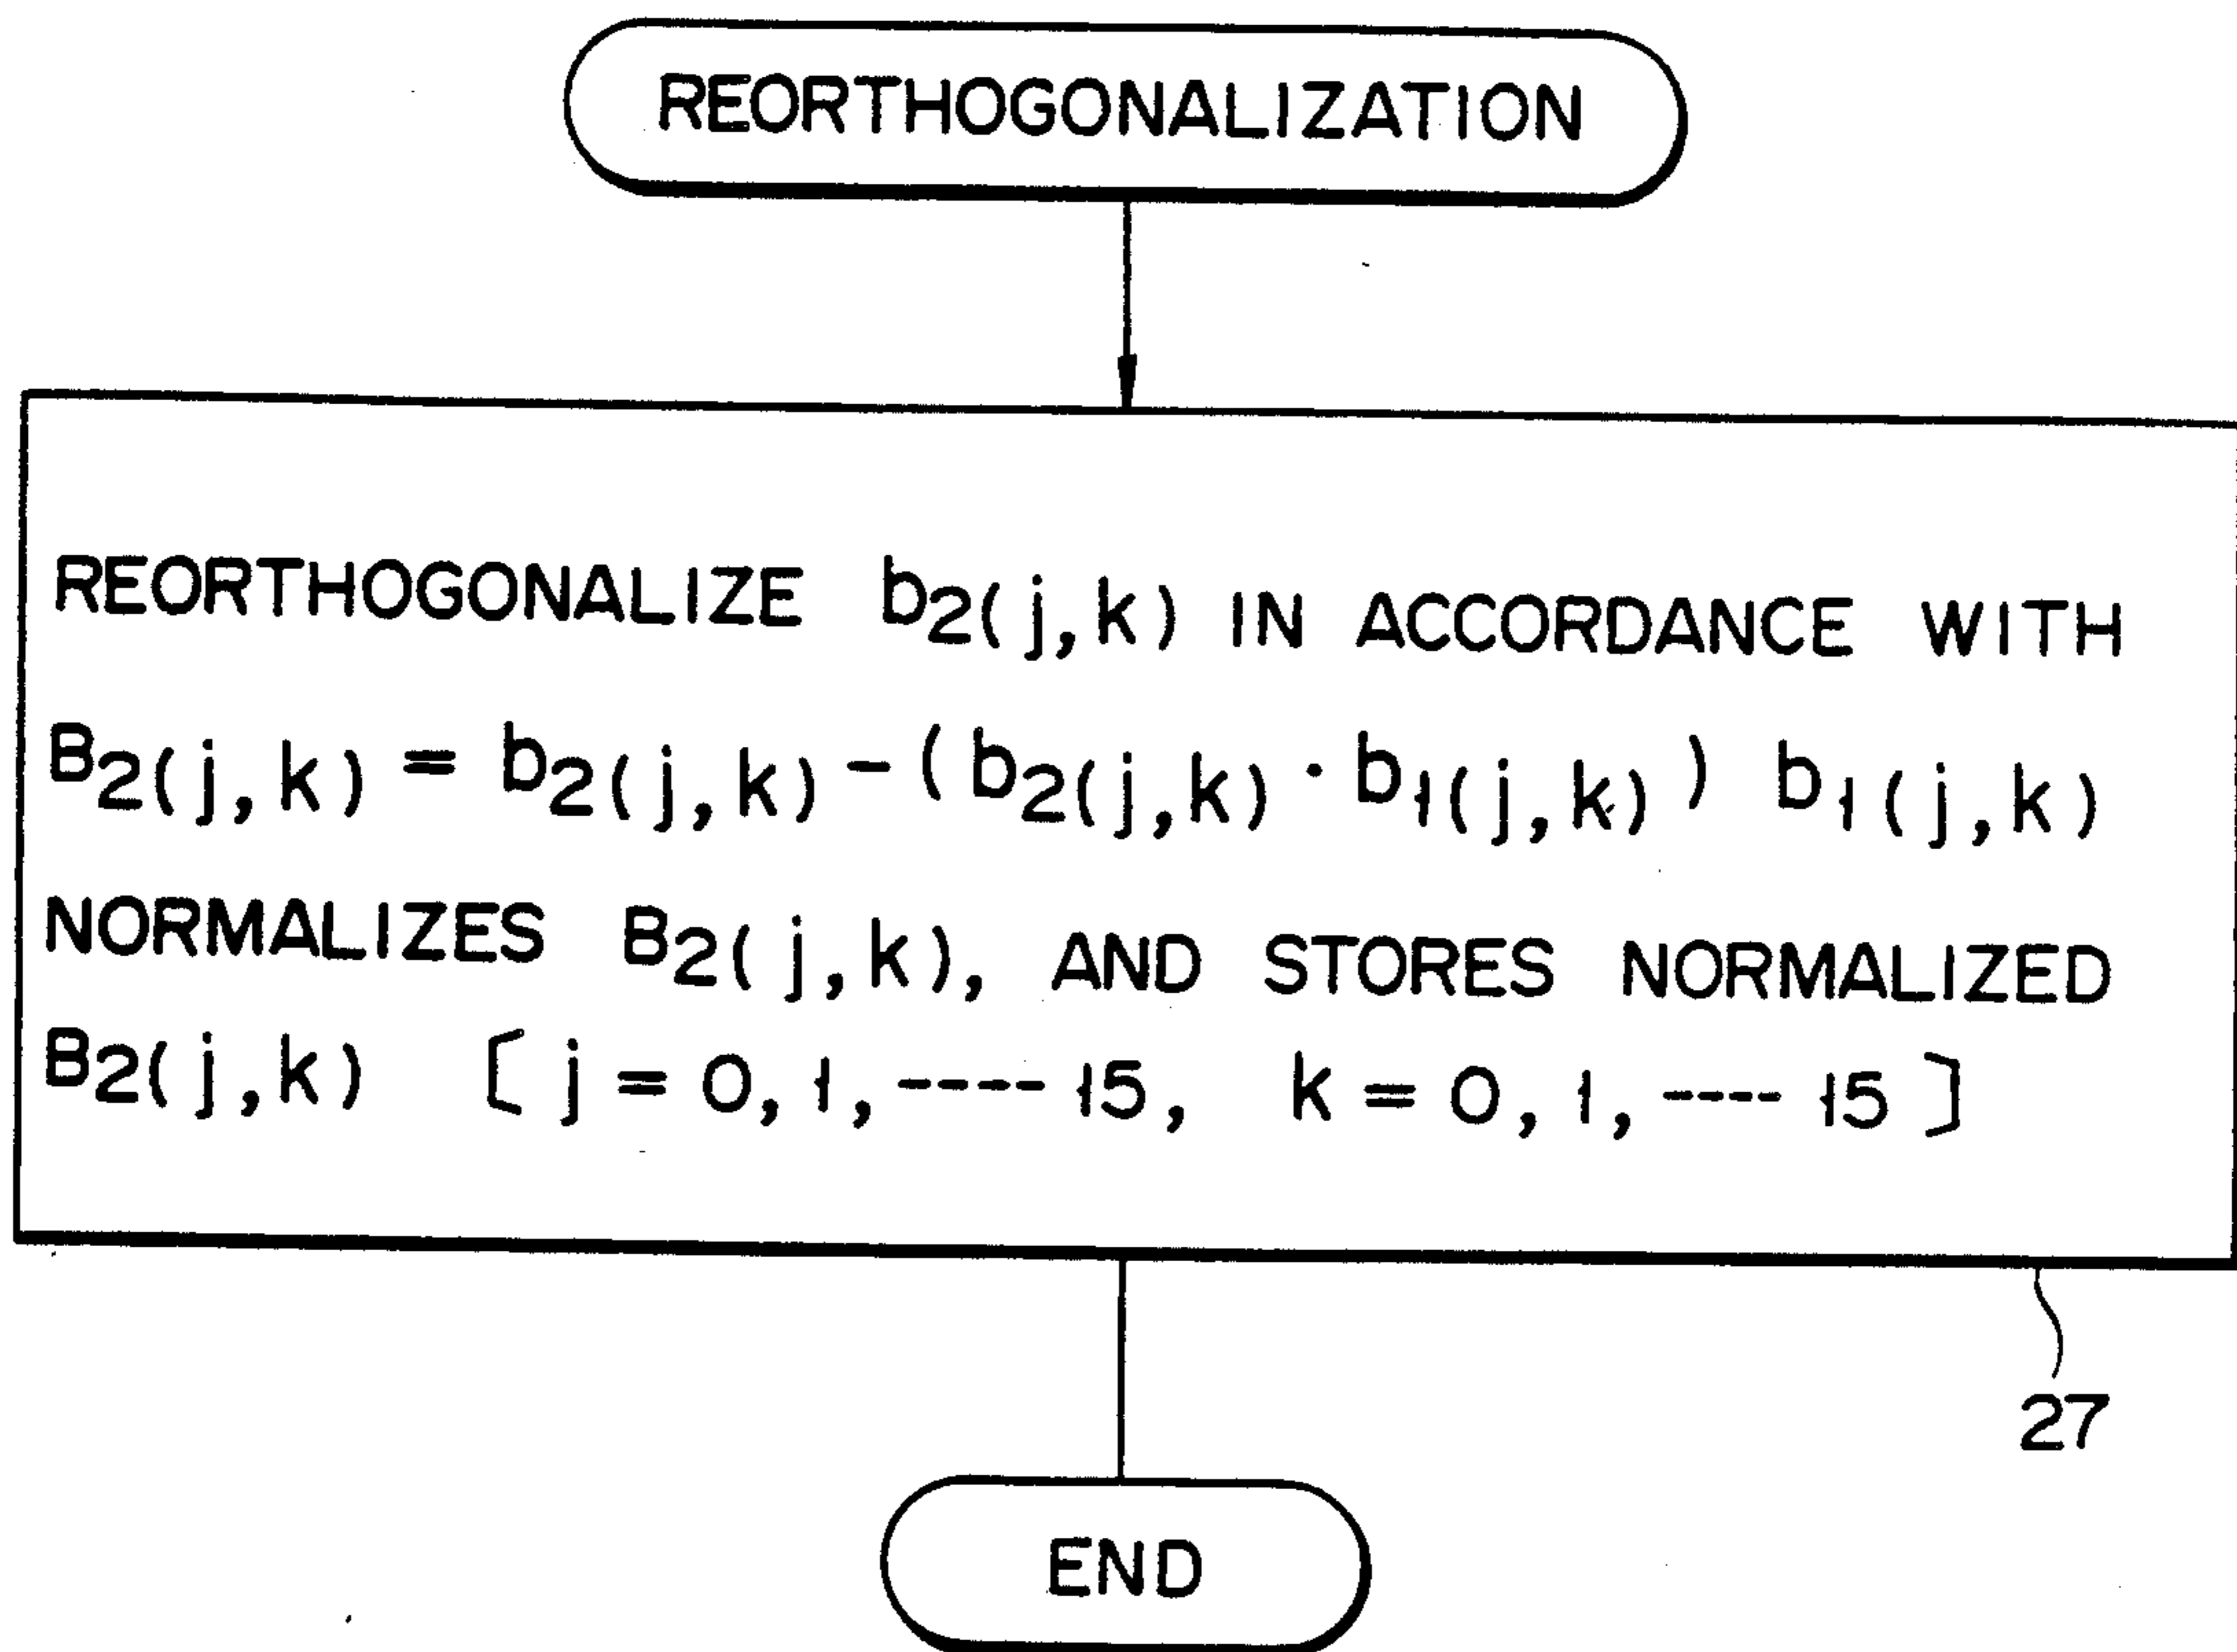 REORTHOGONALIZATION
REORTHOGONALIZE b2(j,k) IN ACCORDANCE WITH
B2(j,k) = b2(j,k) - (b2(j,k) · b1(j,k)) b1(j,k)
NORMALIZES B2(j,k), AND STORES NORMALIZED
B2(j,k) [j = 0, 1, ---- 15, k = 0, 1, ---- 15]
27
END